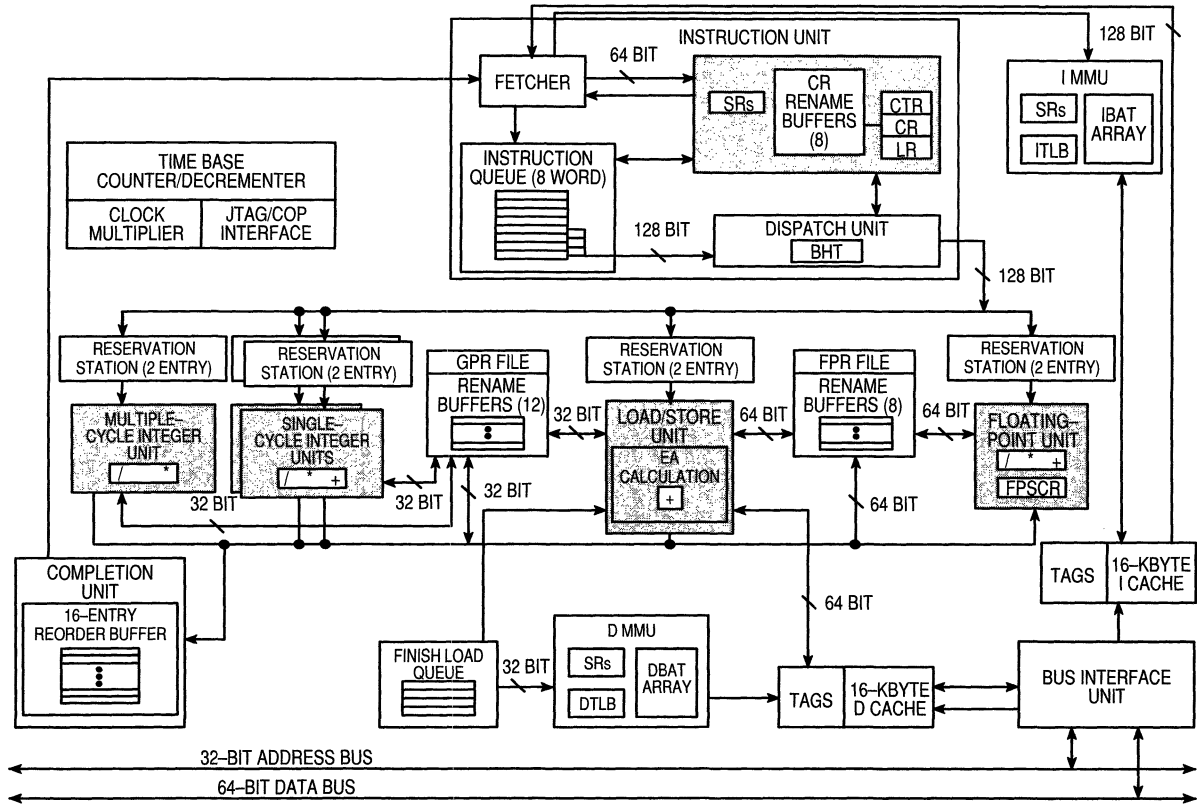 INSTRUCTION UNIT
128 BIT
64 BIT
FETCHER
SRs
CR
RENAME
BUFFERS
(8)
CTR
CR
LR
I MMU
SRs
ITLB
IBAT
ARRAY
INSTRUCTION
QUEUE (8 WORD)
128 BIT
DISPATCH UNIT
BHT
128 BIT
TIME BASE
COUNTER/DECREMENTER
CLOCK
MULTIPLIER
JTAG/COP
INTERFACE
RESERVATION
STATION (2 ENTRY)
RESERVATION
STATION (2 ENTRY)
GPR FILE
RENAME
BUFFERS (12)
RESERVATION
STATION (2 ENTRY)
FPR FILE
RENAME
BUFFERS (8)
RESERVATION
STATION (2 ENTRY)
MULTIPLE–
CYCLE INTEGER
UNIT
/ *
SINGLE–
CYCLE INTEGER
UNITS
/ * +
32 BIT
LOAD/STORE
UNIT
EA
CALCULATION
+
64 BIT
64 BIT
FLOATING–
POINT UNIT
/ * +
FPSCR
32 BIT
32 BIT
32 BIT
64 BIT
COMPLETION
UNIT
16–ENTRY
REORDER BUFFER
TAGS
16–KBYTE
I CACHE
64 BIT
FINISH LOAD
QUEUE
32 BIT
D MMU
SRs
DTLB
DBAT
ARRAY
TAGS
16–KBYTE
D CACHE
BUS INTERFACE
UNIT
32–BIT ADDRESS BUS
64–BIT DATA BUS